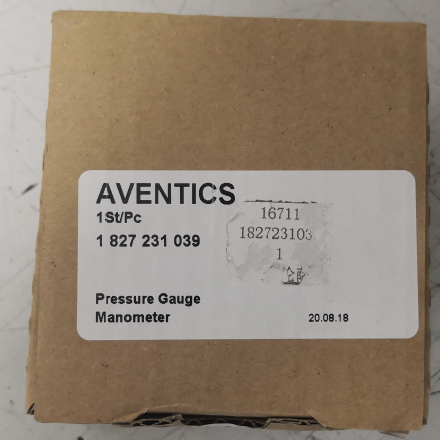 AVENTICS
1St/Pc
1 827 231 039
16711
182723103
1
Pressure Gauge
Manometer
20.08.18